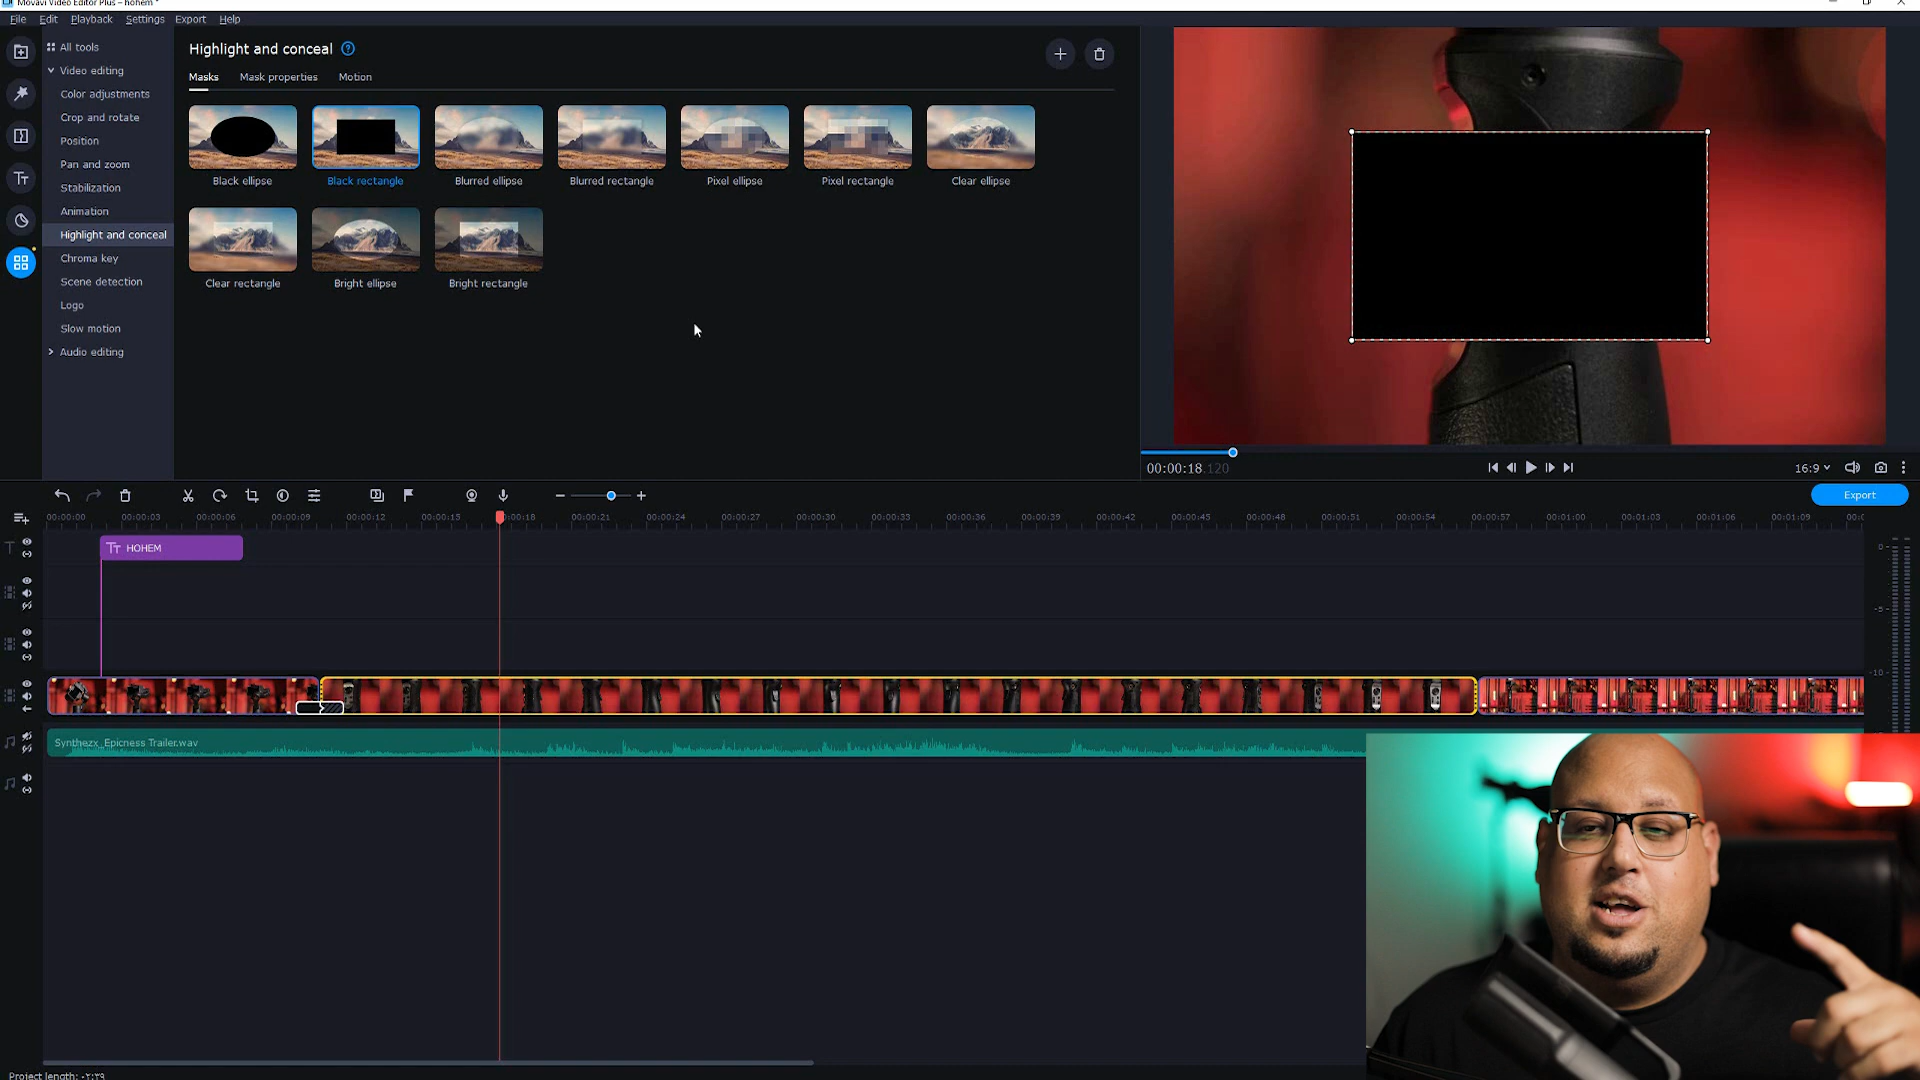 Movavi Video Editor Plus – hohem *
File Edit Playback Settings Export Help
All tools
Video editing
Color adjustments
Crop and rotate
Position
Pan and zoom
Stabilization
Animation
Highlight and conceal
Chroma key
Scene detection
Logo
Slow motion
Audio editing
Highlight and conceal ?
Masks Mask properties Motion
Black ellipse Black rectangle Blurred ellipse Blurred rectangle Pixel ellipse Pixel rectangle Clear ellipse
Clear rectangle Bright ellipse Bright rectangle
00:00:18.120
16:9
Export
00:00:00 00:00:03 00:00:06 00:00:09 00:00:12 00:00:15 00:00:18 00:00:21 00:00:24 00:00:27 00:00:30 00:00:33 00:00:36 00:00:39 00:00:42 00:00:45 00:00:48 00:00:51 00:00:54 00:00:57 00:01:00 00:01:03 00:01:06 00:01:09
HOHEM
0
-5
-10
Synthezx_Epicness Trailer.wav
Project length: ٠٢:٣٩